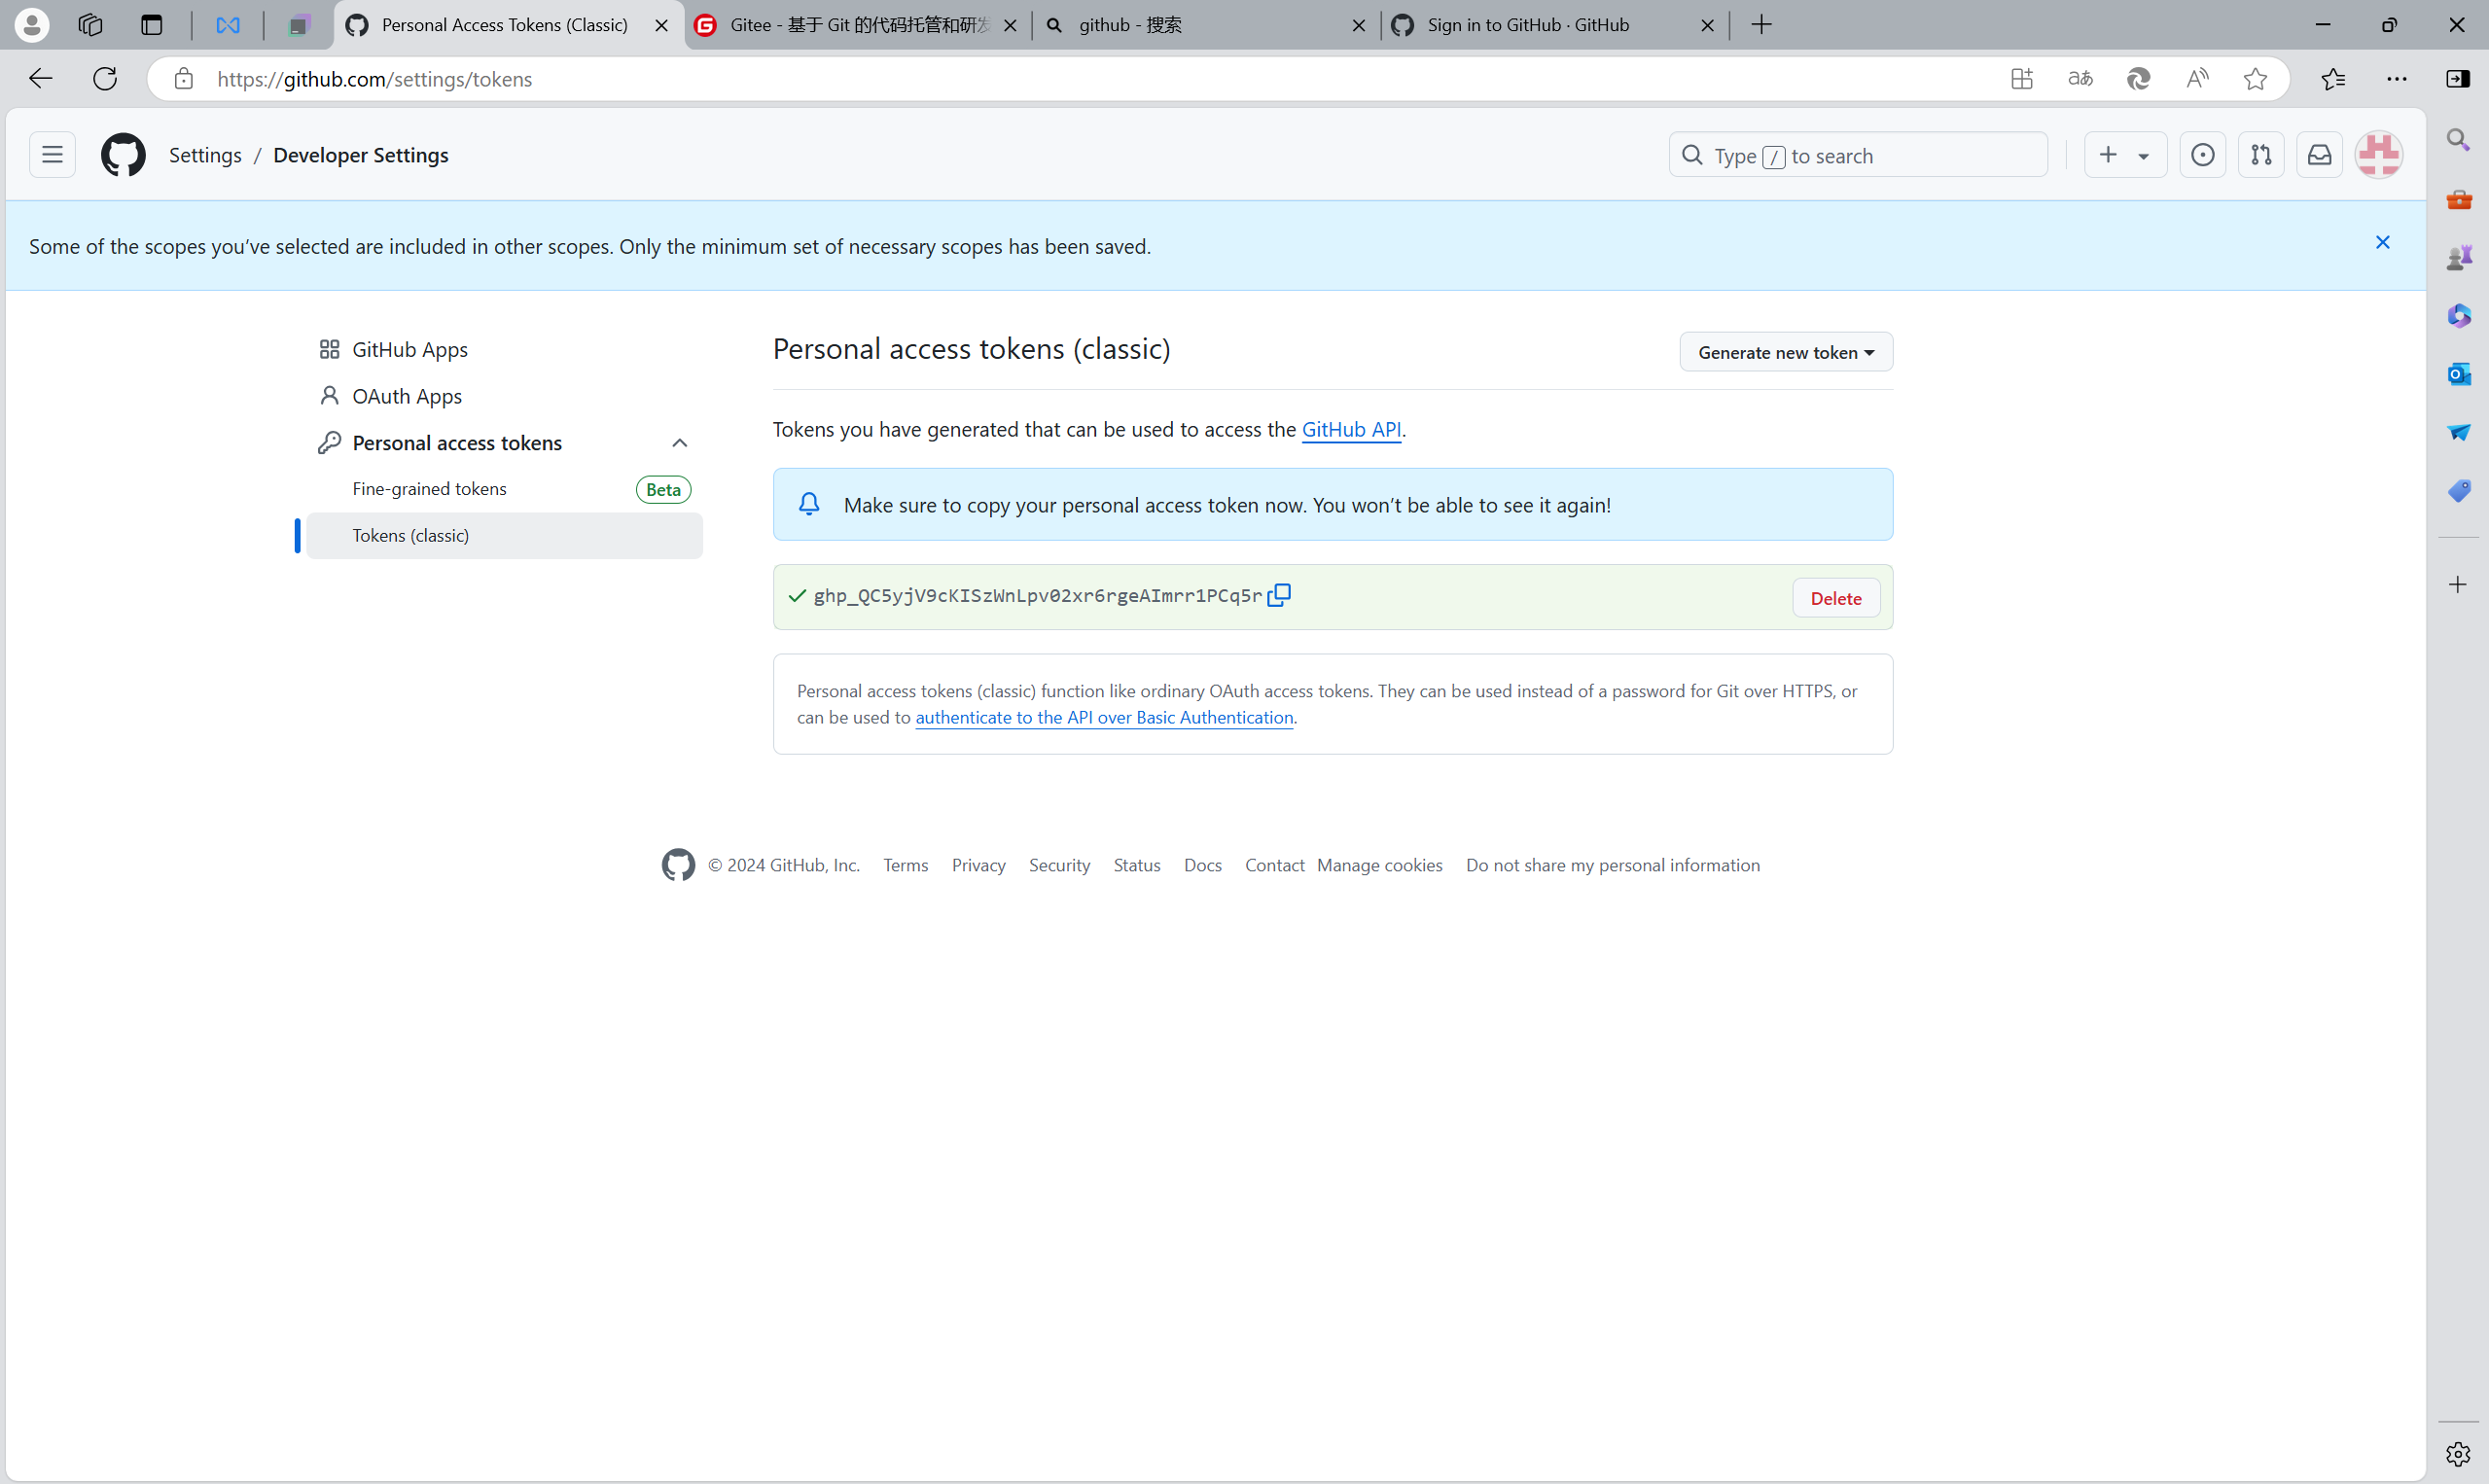 Personal Access Tokens (Classic)
Gitee - 基于 Git 的代码托管和研发
github - 搜索
Sign in to GitHub · GitHub
https://github.com/settings/tokens
Settings / Developer Settings
Type / to search
Some of the scopes you’ve selected are included in other scopes. Only the minimum set of necessary scopes has been saved.
GitHub Apps
OAuth Apps
Personal access tokens
Fine-grained tokens Beta
Tokens (classic)
Personal access tokens (classic)
Generate new token
Tokens you have generated that can be used to access the GitHub API.
Make sure to copy your personal access token now. You won’t be able to see it again!
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
Delete
Personal access tokens (classic) function like ordinary OAuth access tokens. They can be used instead of a password for Git over HTTPS, or
can be used to authenticate to the API over Basic Authentication.
© 2024 GitHub, Inc. Terms Privacy Security Status Docs Contact Manage cookies Do not share my personal information